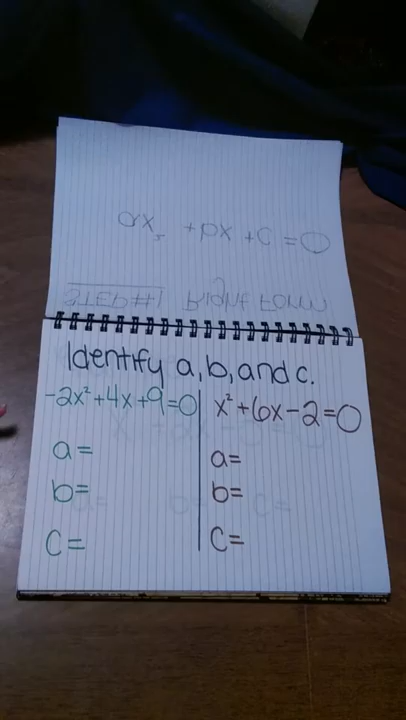 ax² + bx + c = 0
STEP #1 Right Form
Identify a, b, and c.
-2x² + 4x + 9 = 0
a =
b =
c =
x² + 6x - 2 = 0
a =
b =
c =